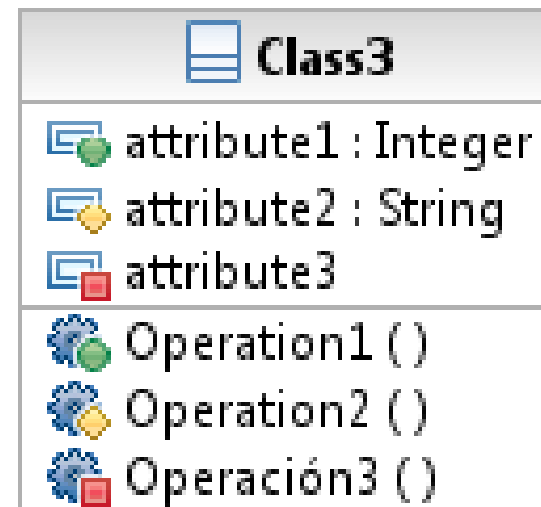 Class3
attribute1 : Integer
attribute2 : String
attribute3
Operation1 ( )
Operation2 ( )
Operación3 ( )